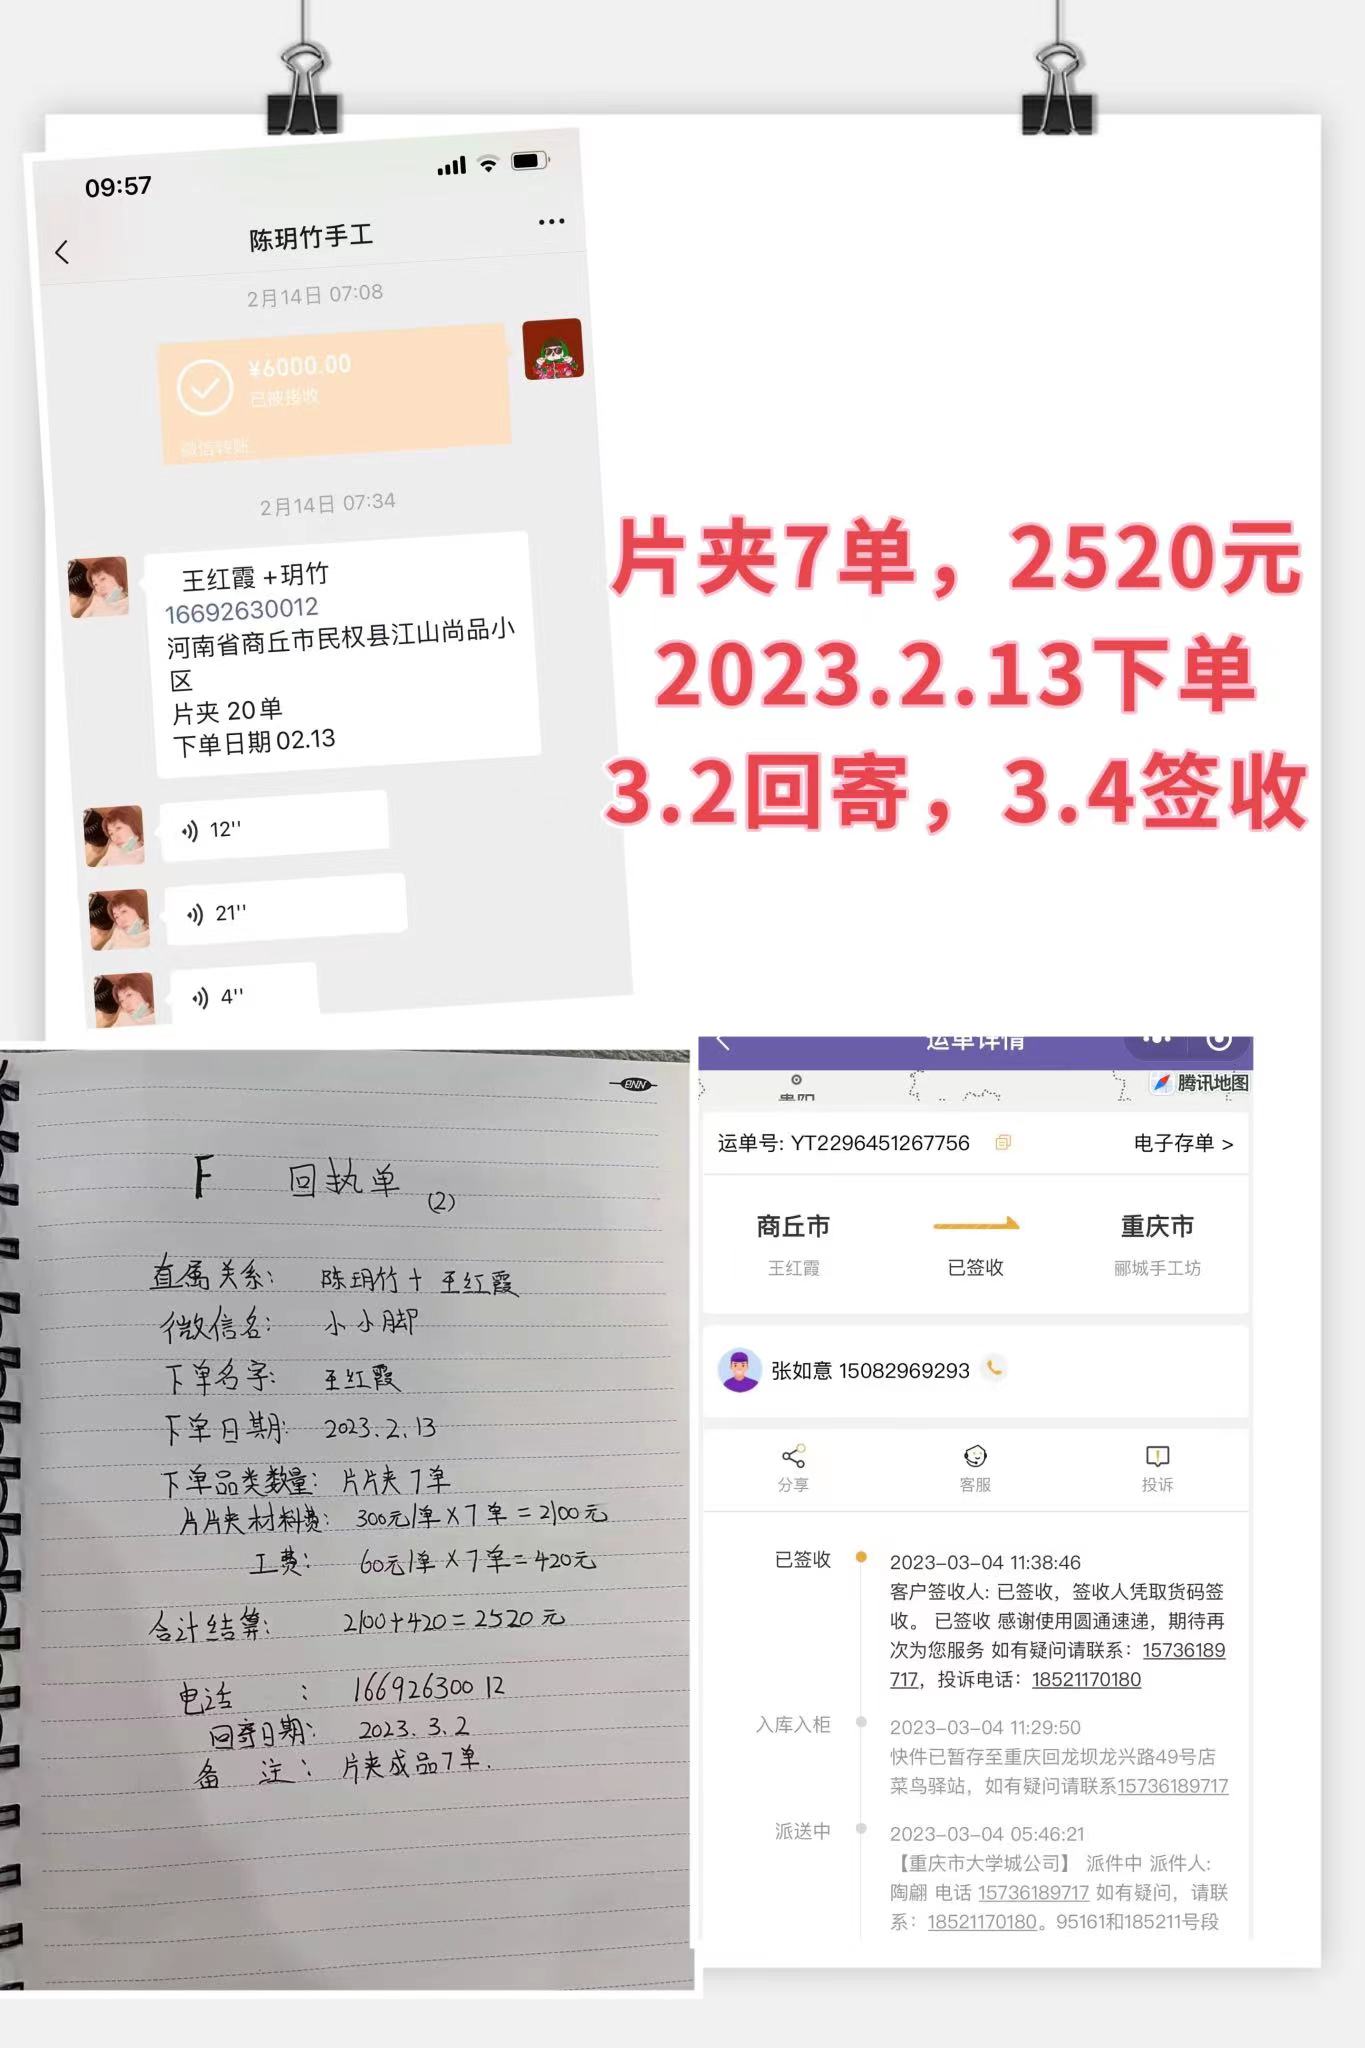 09:57
陈玥竹手工
2月14日 07:08
¥6000.00
已被接收
微信转账
2月14日 07:34
王红霞 +玥竹
16692630012
河南省商丘市民权县江山尚品小
区
片夹 20单
下单日期02.13
12''
21''
4''
片夹7单，2520元
2023.2.13下单
3.2回寄，3.4签收
BNN
F 回执单
(2)
直属关系： 陈玥竹+王红霞
微信名： 小小脚
下单名字： 王红霞
下单日期： 2023.2.13
下单品类数量：片片夹7单
片片夹材料费： 300元/单×7单=2100元
工费： 60元/单×7单=420元
合计结算： 2100+420=2520元
电话 ： 16692630012
回寄日期： 2023.3.2
备 注： 片夹成品7单.
运单详情
贵阳
腾讯地图
运单号: YT2296451267756
电子存单 >
商丘市
重庆市
王红霞
已签收
郦城手工坊
张如意 15082969293
分享
客服
投诉
已签收
2023-03-04 11:38:46
客户签收人: 已签收，签收人凭取货码签
收。 已签收 感谢使用圆通速递，期待再
次为您服务 如有疑问请联系：15736189
717，投诉电话：18521170180
入库入柜
2023-03-04 11:29:50
快件已暂存至重庆回龙坝龙兴路49号店
菜鸟驿站，如有疑问请联系15736189717
派送中
2023-03-04 05:46:21
【重庆市大学城公司】 派件中 派件人:
陶翩 电话 15736189717 如有疑问，请联
系：18521170180。95161和185211号段